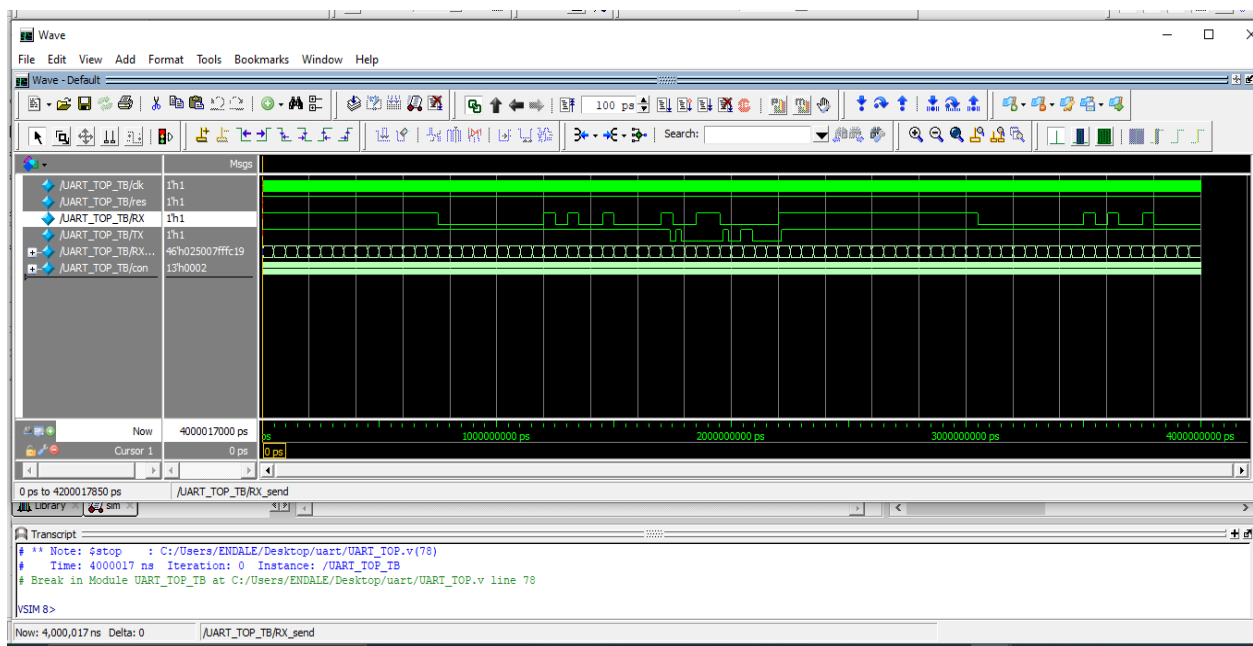 Wave
File Edit View Add Format Tools Bookmarks Window Help
Wave - Default
100 ps
Search:
Msgs
/UART_TOP_TB/clk 1'h1
/UART_TOP_TB/res 1'h1
/UART_TOP_TB/RX 1'h1
/UART_TOP_TB/TX 1'h1
/UART_TOP_TB/RX... 46'h025007fffc19
/UART_TOP_TB/con 13'h0002
Now 4000017000 ps ps 1000000000 ps 2000000000 ps 3000000000 ps 4000000000 ps
Cursor 1 0 ps 0 ps
0 ps to 4200017850 ps /UART_TOP_TB/RX_send
Library sim
Transcript
# ** Note: $stop : C:/Users/ENDALE/Desktop/uart/UART_TOP.v(78)
# Time: 4000017 ns Iteration: 0 Instance: /UART_TOP_TB
# Break in Module UART_TOP_TB at C:/Users/ENDALE/Desktop/uart/UART_TOP.v line 78
VSIM 8>
Now: 4,000,017 ns Delta: 0 /UART_TOP_TB/RX_send